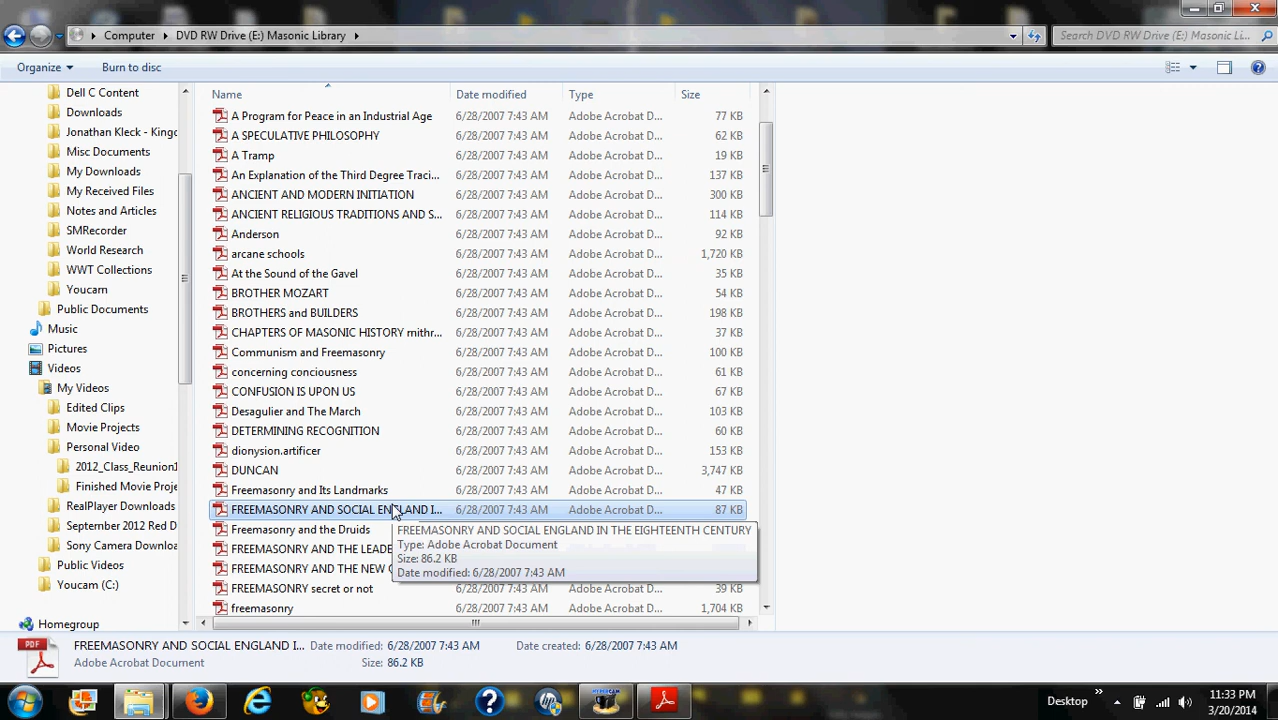 Computer DVD RW Drive (E:) Masonic Library
Search DVD RW Drive (E:) Masonic Li...
Organize Burn to disc
Dell C Content
Downloads
Jonathan Kleck - Kingc
Misc Documents
My Downloads
My Received Files
Notes and Articles
SMRecorder
World Research
WWT Collections
Youcam
Public Documents
Music
Pictures
Videos
My Videos
Edited Clips
Movie Projects
Personal Video
2012_Class_Reunion1
Finished Movie Proje
RealPlayer Downloads
September 2012 Red D
Sony Camera Downloa
Public Videos
Youcam (C:)
Homegroup
Name Date modified Type Size
A Program for Peace in an Industrial Age 6/28/2007 7:43 AM Adobe Acrobat D... 77 KB
A SPECULATIVE PHILOSOPHY 6/28/2007 7:43 AM Adobe Acrobat D... 62 KB
A Tramp 6/28/2007 7:43 AM Adobe Acrobat D... 19 KB
An Explanation of the Third Degree Traci... 6/28/2007 7:43 AM Adobe Acrobat D... 137 KB
ANCIENT AND MODERN INITIATION 6/28/2007 7:43 AM Adobe Acrobat D... 300 KB
ANCIENT RELIGIOUS TRADITIONS AND S... 6/28/2007 7:43 AM Adobe Acrobat D... 114 KB
Anderson 6/28/2007 7:43 AM Adobe Acrobat D... 92 KB
arcane schools 6/28/2007 7:43 AM Adobe Acrobat D... 1,720 KB
At the Sound of the Gavel 6/28/2007 7:43 AM Adobe Acrobat D... 35 KB
BROTHER MOZART 6/28/2007 7:43 AM Adobe Acrobat D... 54 KB
BROTHERS and BUILDERS 6/28/2007 7:43 AM Adobe Acrobat D... 198 KB
CHAPTERS OF MASONIC HISTORY mithr... 6/28/2007 7:43 AM Adobe Acrobat D... 37 KB
Communism and Freemasonry 6/28/2007 7:43 AM Adobe Acrobat D... 100 KB
concerning conciousness 6/28/2007 7:43 AM Adobe Acrobat D... 61 KB
CONFUSION IS UPON US 6/28/2007 7:43 AM Adobe Acrobat D... 67 KB
Desagulier and The March 6/28/2007 7:43 AM Adobe Acrobat D... 103 KB
DETERMINING RECOGNITION 6/28/2007 7:43 AM Adobe Acrobat D... 60 KB
dionysion.artificer 6/28/2007 7:43 AM Adobe Acrobat D... 153 KB
DUNCAN 6/28/2007 7:43 AM Adobe Acrobat D... 3,747 KB
Freemasonry and Its Landmarks 6/28/2007 7:43 AM Adobe Acrobat D... 47 KB
FREEMASONRY AND SOCIAL ENGLAND I... 6/28/2007 7:43 AM Adobe Acrobat D... 87 KB
Freemasonry and the Druids
FREEMASONRY AND THE LEADE
FREEMASONRY AND THE NEW
FREEMASONRY secret or not 6/28/2007 7:43 AM Adobe Acrobat D... 39 KB
freemasonry 6/28/2007 7:43 AM Adobe Acrobat D... 1,704 KB
FREEMASONRY AND SOCIAL ENGLAND IN THE EIGHTEENTH CENTURY
Type: Adobe Acrobat Document
Size: 86.2 KB
Date modified: 6/28/2007 7:43 AM
PDF
FREEMASONRY AND SOCIAL ENGLAND I... Date modified: 6/28/2007 7:43 AM Date created: 6/28/2007 7:43 AM
Adobe Acrobat Document Size: 86.2 KB
HYPERCAM
Desktop
11:33 PM
3/20/2014